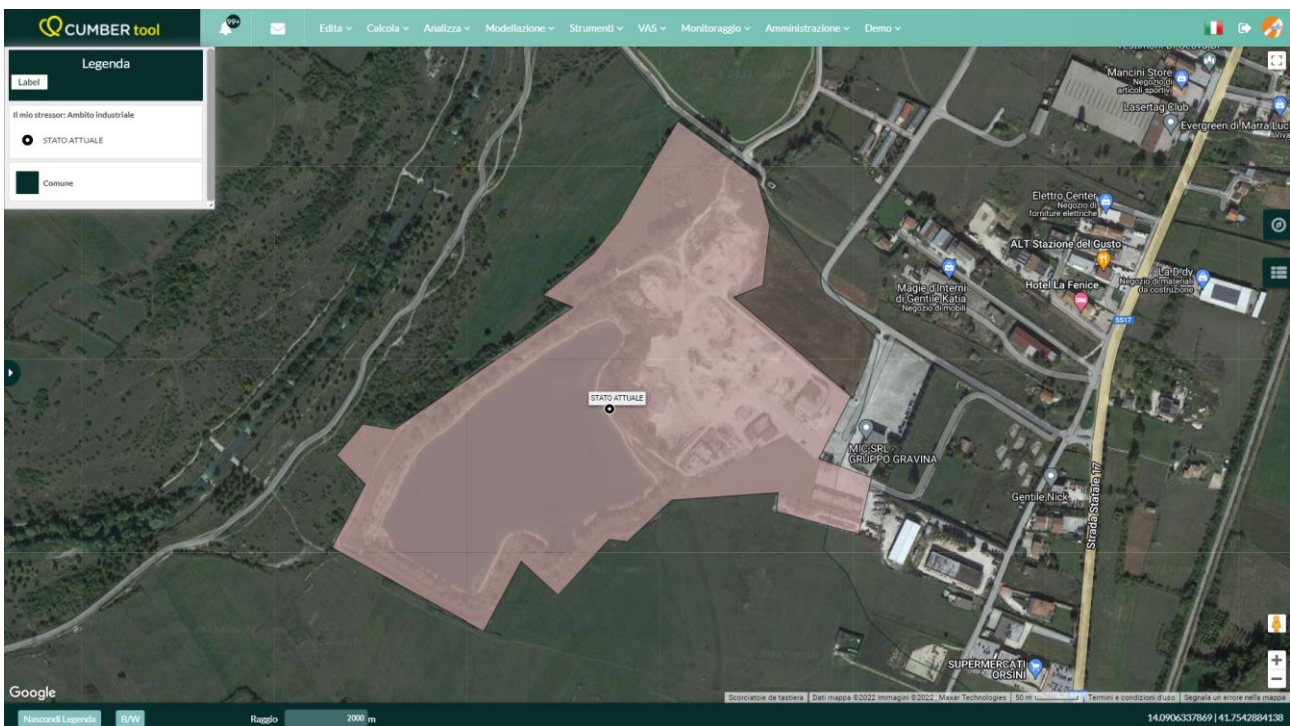 QCUMBER tool
99+
Edita
Calcola
Analizza
Modellazione
Strumenti
VAS
Monitoraggio
Amministrazione
Demo
Legenda
Label
Il mio stressor: Ambito industriale
STATO ATTUALE
Comune
Mancini Store
Negozio di
articoli sportivi
Lasertag Club
Evergreen di Marra Luc
Viva
Elettro Center
Negozio di
forniture elettriche
ALT Stazione del Gusto
La D'dy
Negozio di materiali
da costruzione
Hotel La Fenice
Magie d'Interni
di Gentile Katia
Negozio di mobili
SS17
STATO ATTUALE
MIC SRL -
GRUPPO GRAVINA
Gentile Nick
Strada Statale 17
SUPERMERCATI
ORSINI
Google
Scorciatoie da tastiera
Dati mappa ©2022 Immagini ©2022, Maxar Technologies
50 m
Termini e condizioni d'uso
Segnala un errore nella mappa
Nascondi Legenda
B/W
Raggio
2000 m
14.0906337869 | 41.7542884138